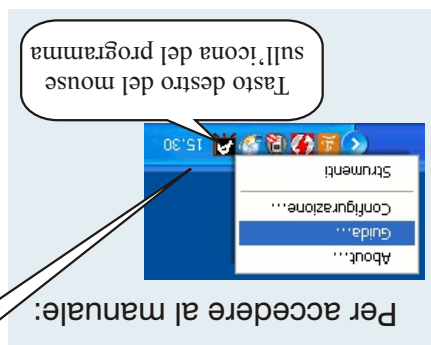 Per accedere al manuale:
About...
Guida...
Configurazione...
Strumenti
15.30
Tasto destro del mouse
sull'icona del programma